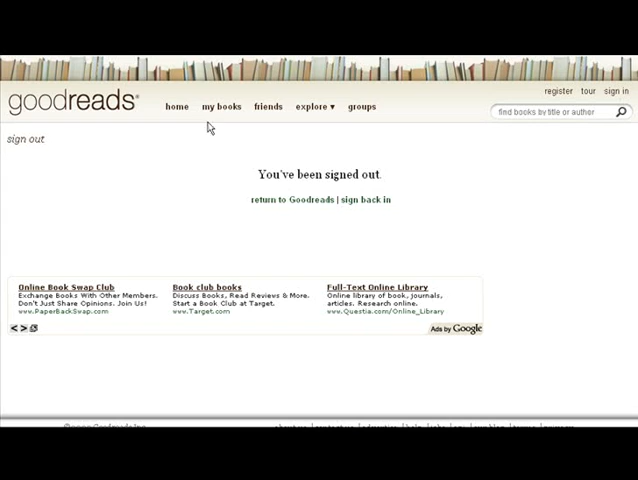 register tour sign in
goodreads®
home my books friends explore ▾ groups
find books by title or author
sign out
You've been signed out.
return to Goodreads | sign back in
Online Book Swap Club
Exchange Books With Other Members.
Don't Just Share Opinions. Join Us!
www.PaperBackSwap.com
Book club books
Discuss Books, Read Reviews & More.
Start a Book Club at Target.
www.Target.com
Full-Text Online Library
Online library of book, journals,
articles. Research online.
www.Questia.com/Online_Library
Ads by Google